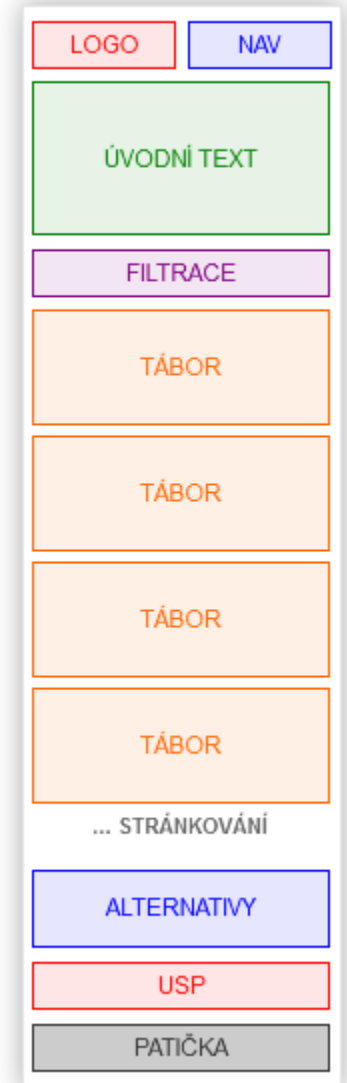 LOGO
NAV
ÚVODNÍ TEXT
FILTRACE
TÁBOR
TÁBOR
TÁBOR
TÁBOR
... STRÁNKOVÁNÍ
ALTERNATIVY
USP
PATIČKA